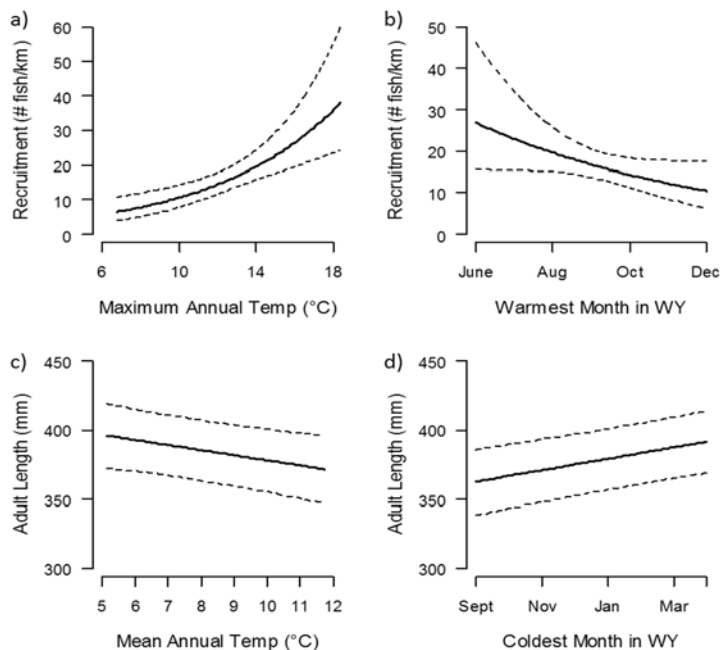 a)
60
50
40
30
20
10
0
Recruitment (# fish/km)
6 10 14 18
Maximum Annual Temp (°C)
b)
50
40
30
20
10
0
Recruitment (# fish/km)
June Aug Oct Dec
Warmest Month in WY
c)
450
400
350
300
Adult Length (mm)
5 6 7 8 9 10 11 12
Mean Annual Temp (°C)
d)
450
400
350
300
Adult Length (mm)
Sept Nov Jan Mar
Coldest Month in WY